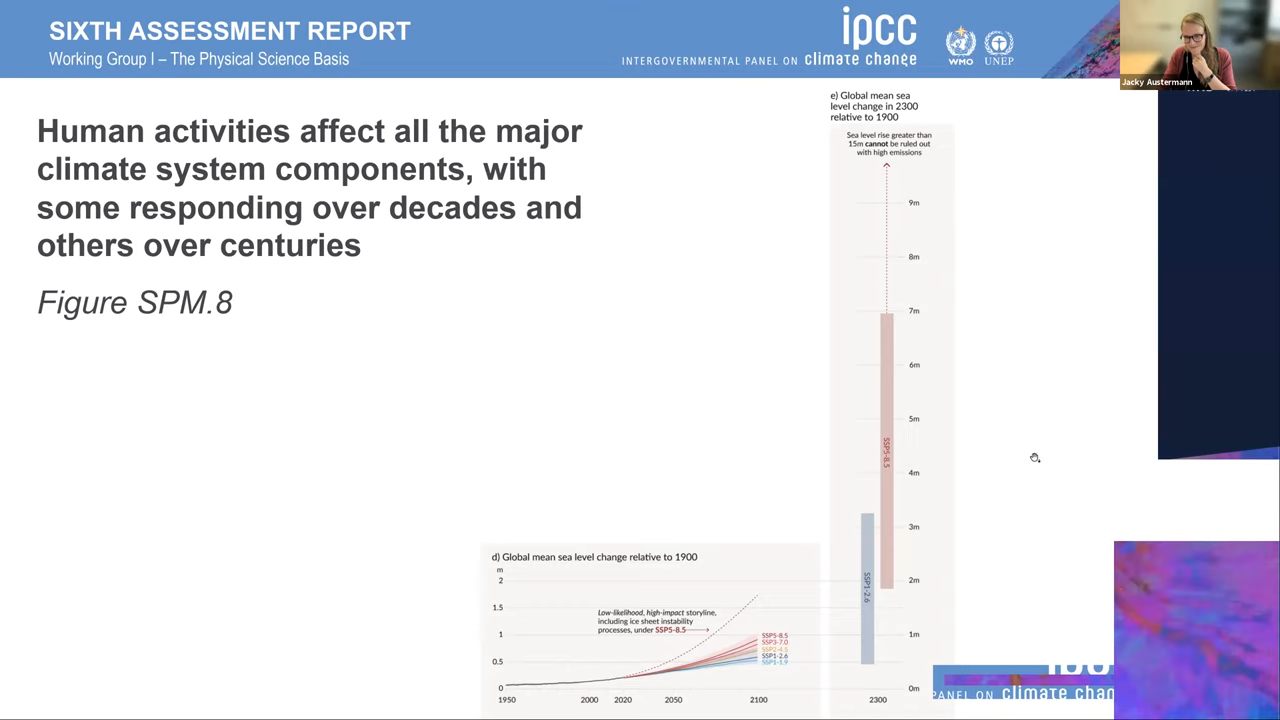 SIXTH ASSESSMENT REPORT
Working Group I – The Physical Science Basis
ipcc
INTERGOVERNMENTAL PANEL ON climate change
WMO
UNEP
Jacky Austermann
Human activities affect all the major
climate system components, with
some responding over decades and
others over centuries
Figure SPM.8
e) Global mean sea
level change in 2300
relative to 1900
Sea level rise greater than
15m cannot be ruled out
with high emissions
9m
8m
7m
6m
5m
4m
3m
2m
1m
0m
SSP5-8.5
SSP1-2.6
2300
d) Global mean sea level change relative to 1900
m
2
1.5
1
0.5
0
Low-likelihood, high-impact storyline,
including ice sheet instability
processes, under SSP5-8.5
SSP5-8.5
SSP3-7.0
SSP2-4.5
SSP1-2.6
SSP1-1.9
1950
2000
2020
2050
2100
PANEL ON climate chan